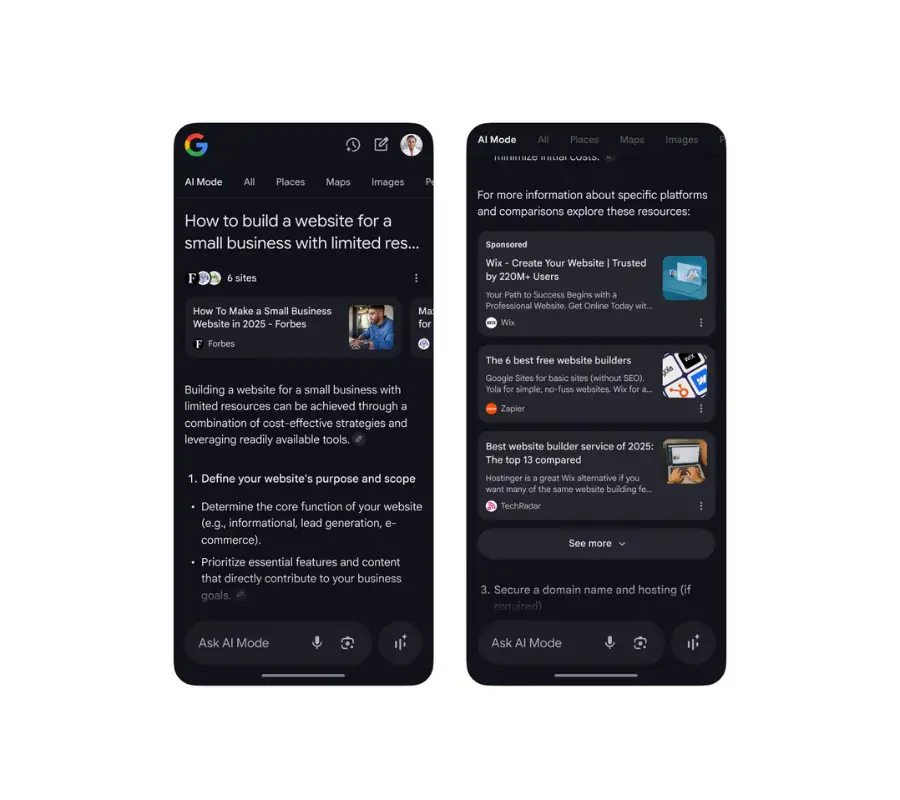 AI Mode All Places Maps Images
How to build a website for a
small business with limited res...
6 sites
How To Make a Small Business
Website in 2025 - Forbes
F Forbes
for
Building a website for a small business with
limited resources can be achieved through a
combination of cost-effective strategies and
leveraging readily available tools.
1. Define your website's purpose and scope
• Determine the core function of your website
(e.g., informational, lead generation, e-
commerce).
• Prioritize essential features and content
that directly contribute to your business
goals.
Ask AI Mode
AI Mode All Places Maps Images
minimize initial costs.
For more information about specific platforms
and comparisons explore these resources:
Sponsored
Wix - Create Your Website | Trusted
by 220M+ Users
Your Path to Success Begins with a
Professional Website. Get Online Today wit...
WIX Wix
The 6 best free website builders
Google Sites for basic sites (without SEO).
Yola for simple, no-fuss websites. Wix for a...
Zapier
Best website builder service of 2025:
The top 13 compared
Hostinger is a great Wix alternative if you
want many of the same website building fe...
TechRadar
See more
3. Secure a domain name and hosting (if
required)
Ask AI Mode